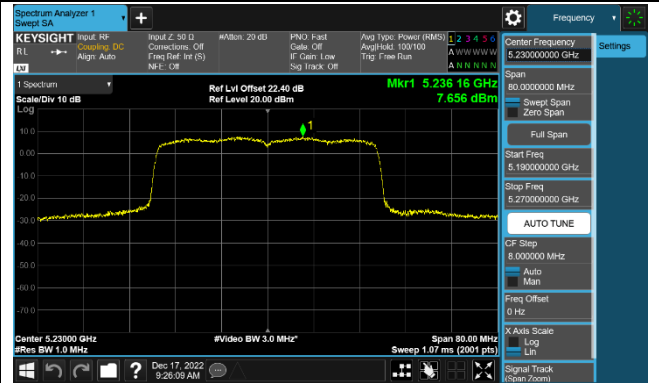 Spectrum Analyzer 1
Swept SA
Frequency
KEYSIGHT
RL
LXI
Input: RF
Coupling: DC
Align: Auto
Input Z: 50 Ω
Corrections: Off
Freq Ref: Int (S)
NFE: Off
#Atten: 20 dB
PNO: Fast
Gate: Off
IF Gain: Low
Sig Track: Off
Avg Type: Power (RMS)
Avg|Hold: 100/100
Trig: Free Run
1 2 3 4 5 6
A W W W W W
A N N N N N
1 Spectrum
Scale/Div 10 dB
Log
Ref Lvl Offset 22.40 dB
Ref Level 20.00 dBm
Mkr1 5.236 16 GHz
7.656 dBm
1
10.0
0.00
-10.0
-20.0
-30.0
-40.0
-50.0
-60.0
-70.0
Center 5.23000 GHz
#Res BW 1.0 MHz
#Video BW 3.0 MHz*
Span 80.00 MHz
Sweep 1.07 ms (2001 pts)
Center Frequency
5.230000000 GHz
Settings
Span
80.0000000 MHz
Swept Span
Zero Span
Full Span
Start Freq
5.190000000 GHz
Stop Freq
5.270000000 GHz
AUTO TUNE
CF Step
8.000000 MHz
Auto
Man
Freq Offset
0 Hz
X Axis Scale
Log
Lin
Signal Track
(Span Zoom)
?
Dec 17, 2022
9:26:09 AM